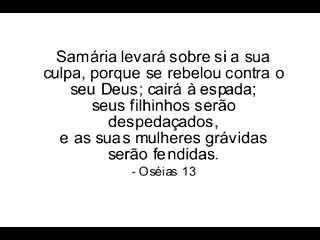 Samária levará sobre si a sua
culpa, porque se rebelou contra o
seu Deus; cairá à espada;
seus filhinhos serão
despedaçados,
e as suas mulheres grávidas
serão fendidas.
- Oséias 13